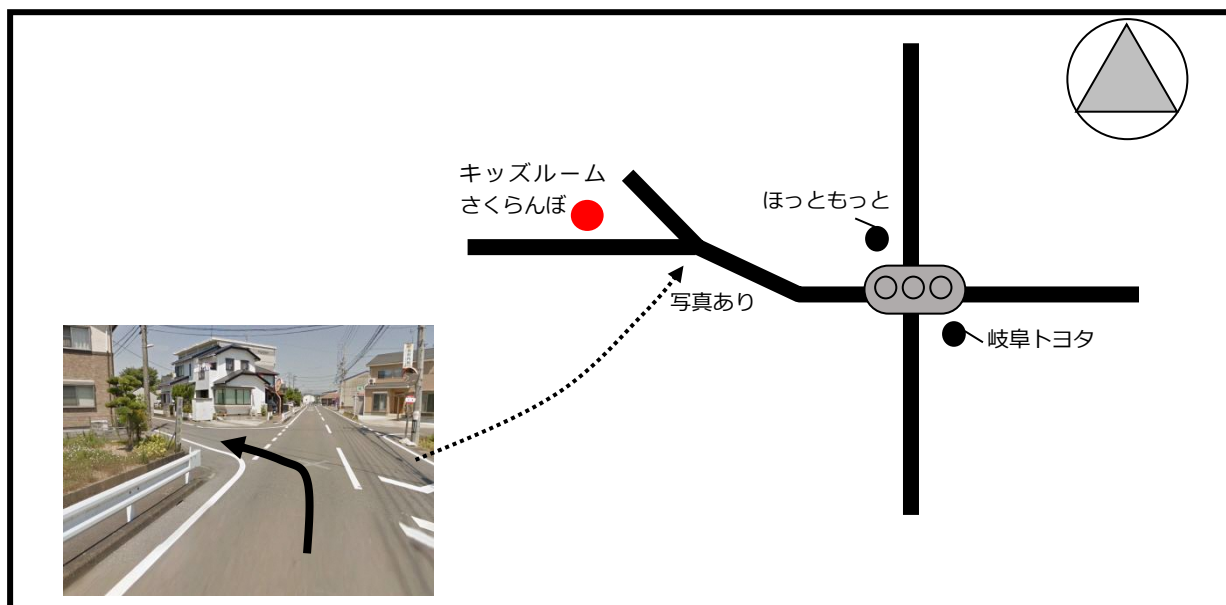 キッズルーム
さくらんぼ
ほっともっと
写真あり
岐阜トヨタ